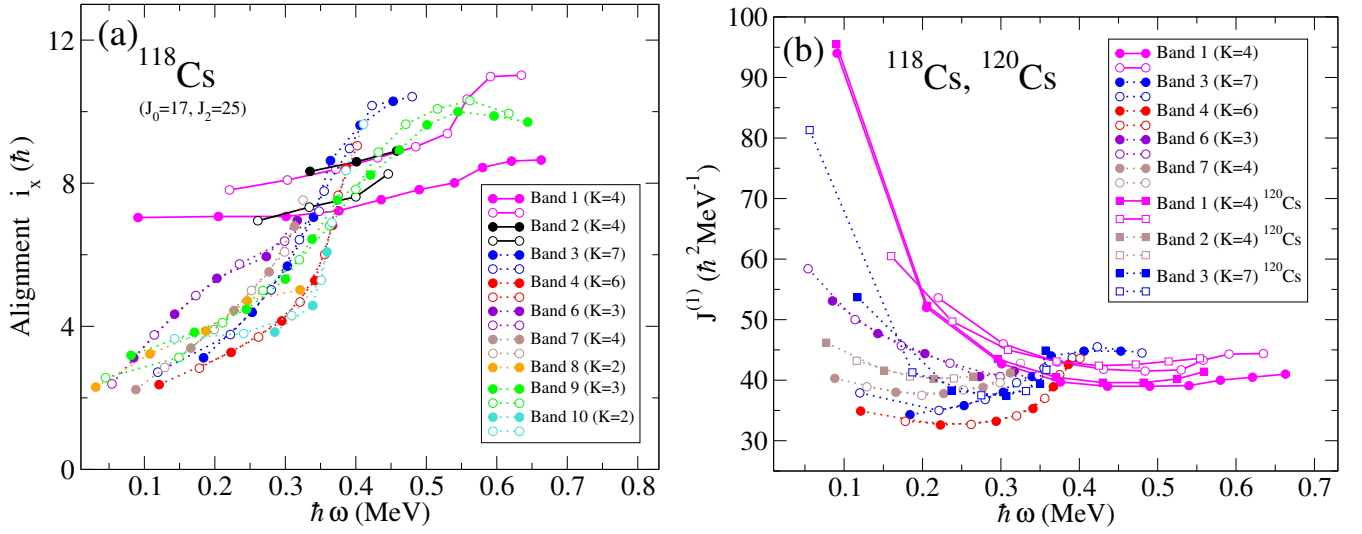 (a)
118Cs
(J0=17, J2=25)
Alignment ix (ħ)
12
8
4
0
0.1 0.2 0.3 0.4 0.5 0.6 0.7 0.8
ħ ω (MeV)
Band 1 (K=4)
Band 2 (K=4)
Band 3 (K=7)
Band 4 (K=6)
Band 6 (K=3)
Band 7 (K=4)
Band 8 (K=2)
Band 9 (K=3)
Band 10 (K=2)
(b)
118Cs, 120Cs
J(1) (ħ2MeV-1)
100
90
80
70
60
50
40
30
0.1 0.2 0.3 0.4 0.5 0.6 0.7
ħ ω (MeV)
Band 1 (K=4)
Band 3 (K=7)
Band 4 (K=6)
Band 6 (K=3)
Band 7 (K=4)
Band 1 (K=4) 120Cs
Band 2 (K=4) 120Cs
Band 3 (K=7) 120Cs